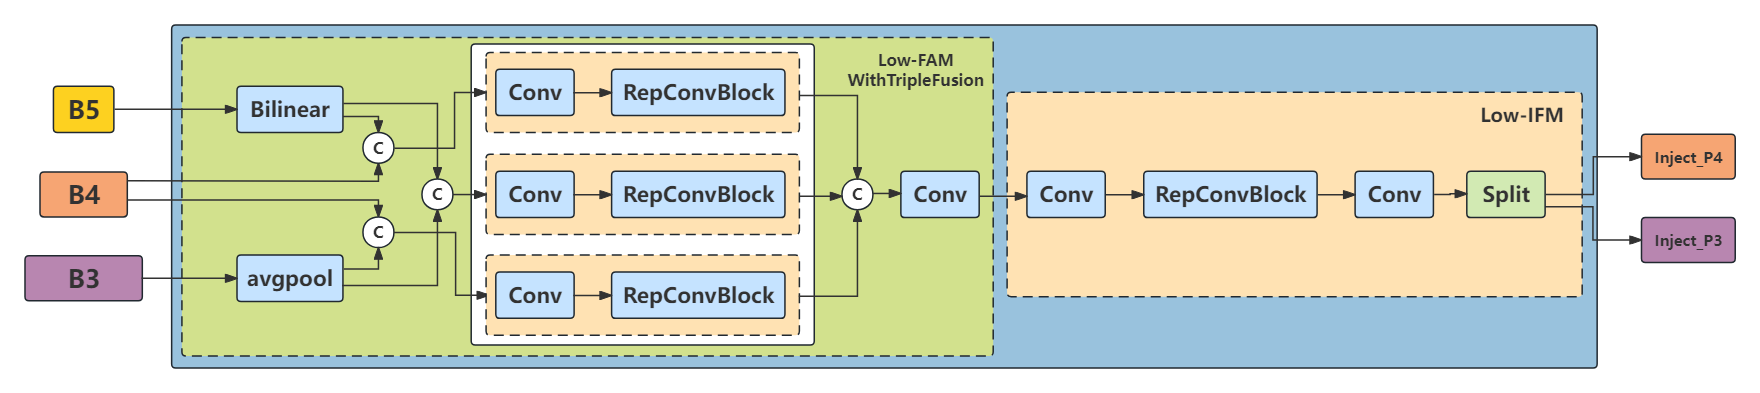 Low-FAM
WithTripleFusion
B5
Bilinear
Conv
RepConvBlock
C
Low-IFM
Inject_P4
B4
C
Conv
RepConvBlock
C
Conv
Conv
RepConvBlock
Conv
Split
C
Inject_P3
B3
avgpool
Conv
RepConvBlock